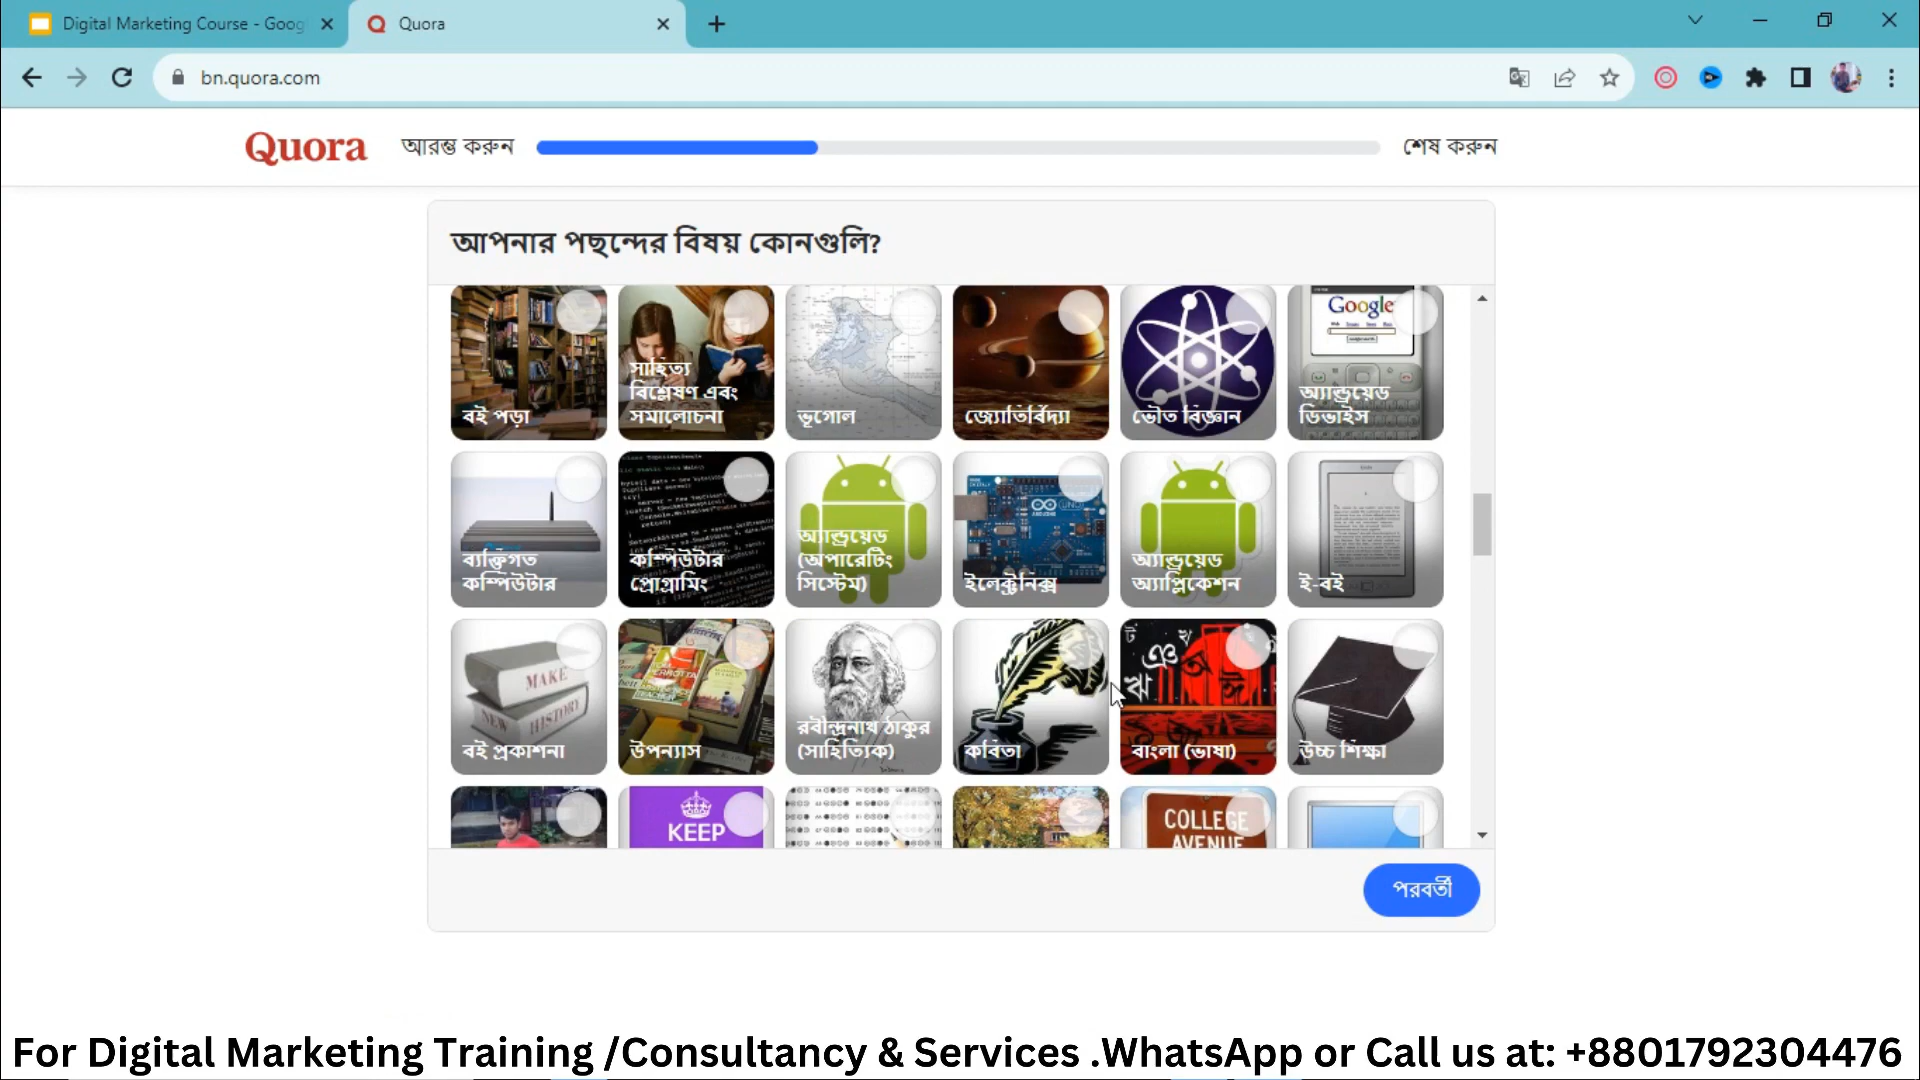 Digital Marketing Course - Goog
Quora
bn.quora.com
Quora
আরম্ভ করুন
শেষ করুন
আপনার পছন্দের বিষয় কোনগুলি?
বই পড়া
সাহিত্য
বিশ্লেষণ এবং
সমালোচনা
ভূগোল
জ্যোতির্বিদ্যা
ভৌত বিজ্ঞান
Google
অ্যান্ড্রয়েড
ডিভাইস
ব্যক্তিগত
কম্পিউটার
কম্পিউটার
প্রোগ্রামিং
অ্যান্ড্রয়েড
(অপারেটিং
সিস্টেম)
ইলেক্ট্রনিক্স
অ্যান্ড্রয়েড
অ্যাপ্লিকেশন
ই-বই
MAKE
NEW HISTORY
বই প্রকাশনা
উপন্যাস
রবীন্দ্রনাথ ঠাকুর
(সাহিত্যিক)
কবিতা
এ
ঋ
বাংলা (ভাষা)
উচ্চ শিক্ষা
KEEP
COLLEGE
AVENUE
পরবর্তী
For Digital Marketing Training /Consultancy & Services .WhatsApp or Call us at: +8801792304476